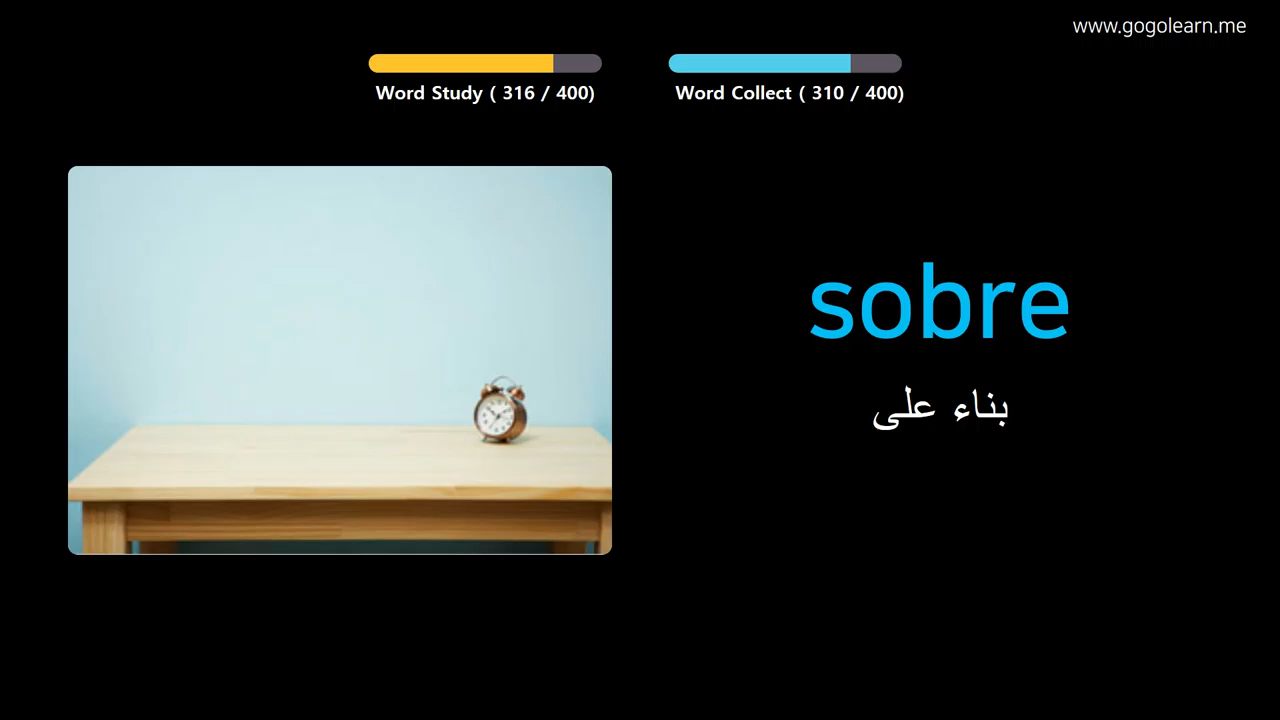 www.gogolearn.me
Word Study ( 316 / 400)
Word Collect ( 310 / 400)
sobre
بناء على